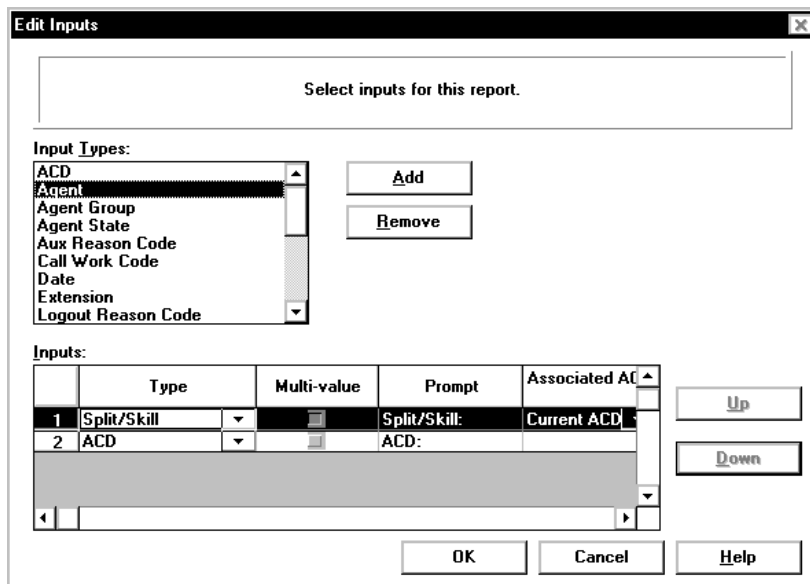 Edit Inputs
Select inputs for this report.
Input Types:
ACD
Agent
Agent Group
Agent State
Aux Reason Code
Call Work Code
Date
Extension
Logout Reason Code
Add
Remove
Inputs:
Type Multi-value Prompt Associated AC
1 Split/Skill Split/Skill: Current ACD
2 ACD ACD:
Up
Down
OK Cancel Help